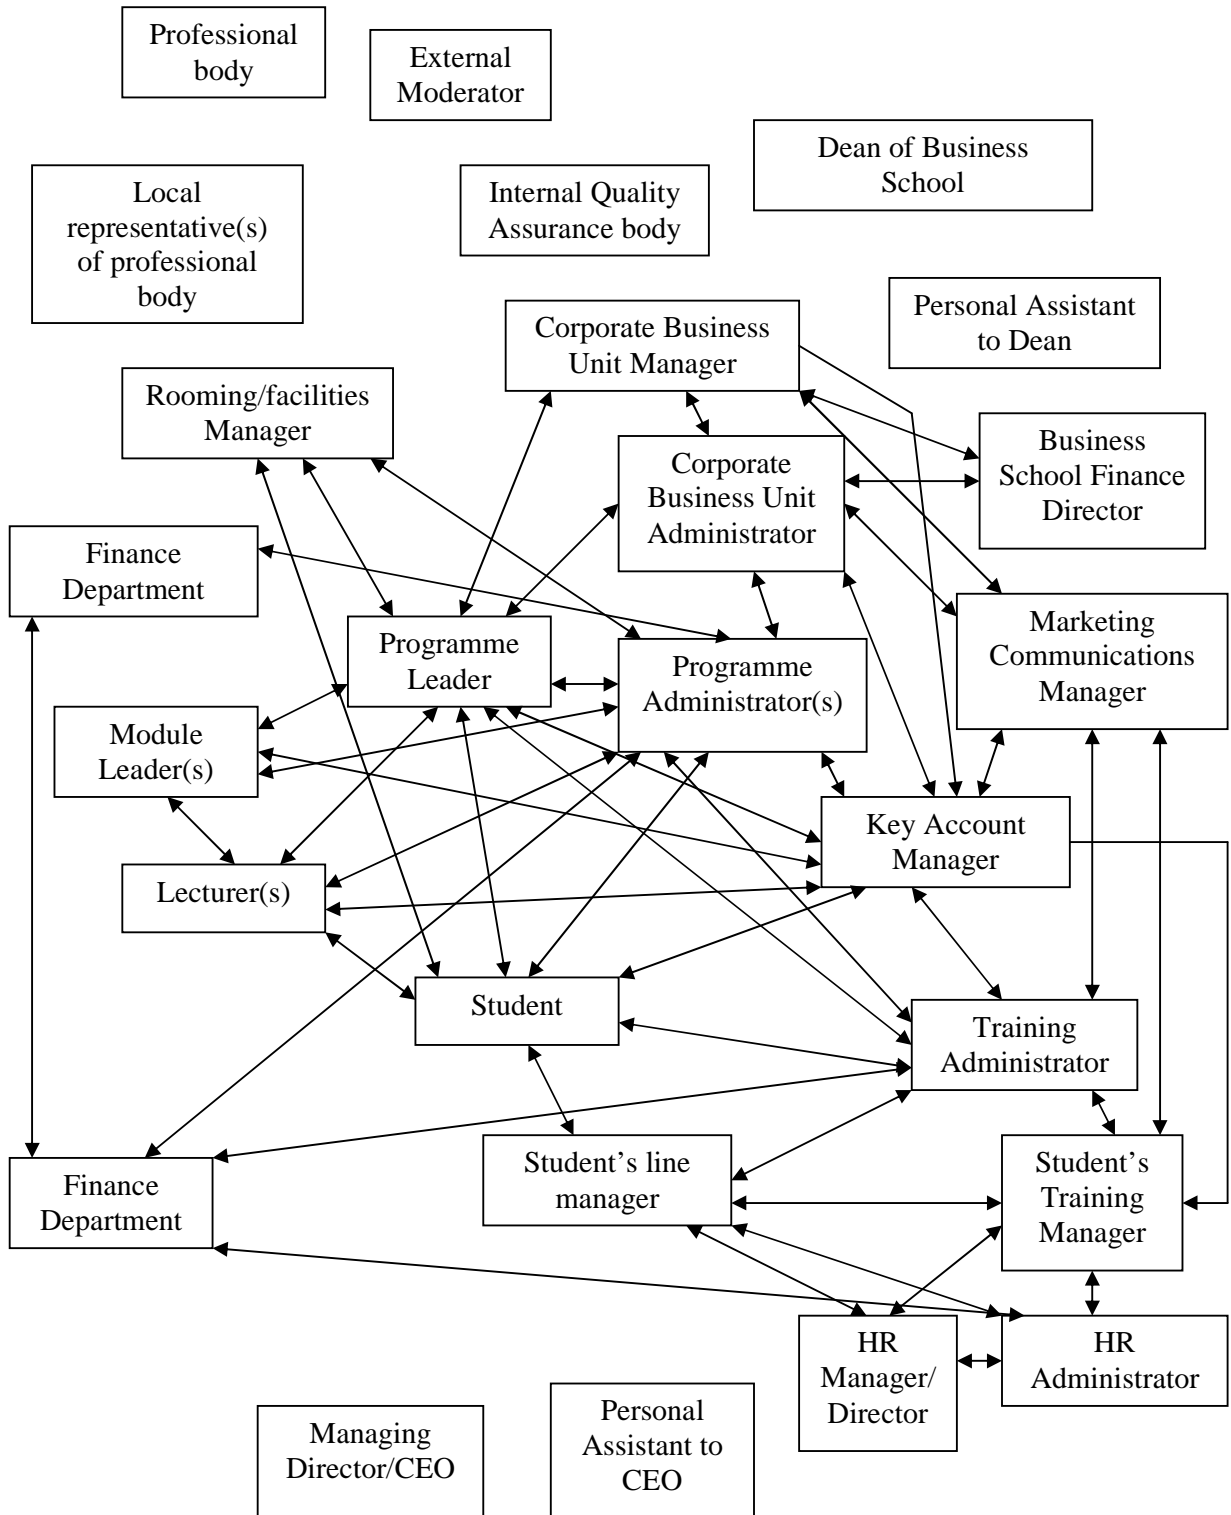 Professional
body
External
Moderator
Dean of Business
School
Local
representative(s)
of professional
body
Internal Quality
Assurance body
Personal Assistant
to Dean
Corporate Business
Unit Manager
Rooming/facilities
Manager
Business
School Finance
Director
Corporate
Business Unit
Administrator
Finance
Department
Marketing
Communications
Manager
Programme
Leader
Programme
Administrator(s)
Module
Leader(s)
Key Account
Manager
Lecturer(s)
Student
Training
Administrator
Student’s line
manager
Student’s
Training
Manager
Finance
Department
HR
Manager/
Director
HR
Administrator
Managing
Director/CEO
Personal
Assistant to
CEO